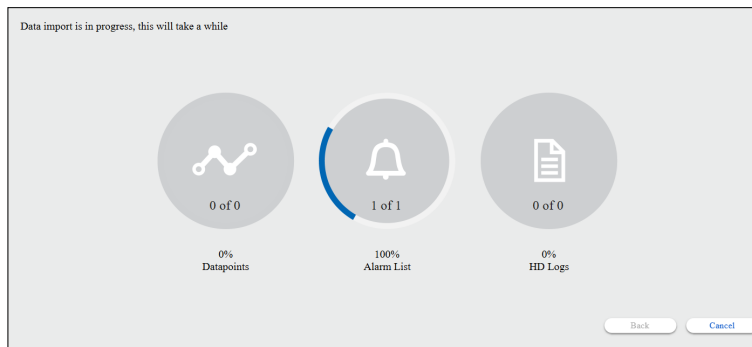 Data import is in progress, this will take a while
0 of 0
1 of 1
0 of 0
0%
Datapoints
100%
Alarm List
0%
HD Logs
Back
Cancel